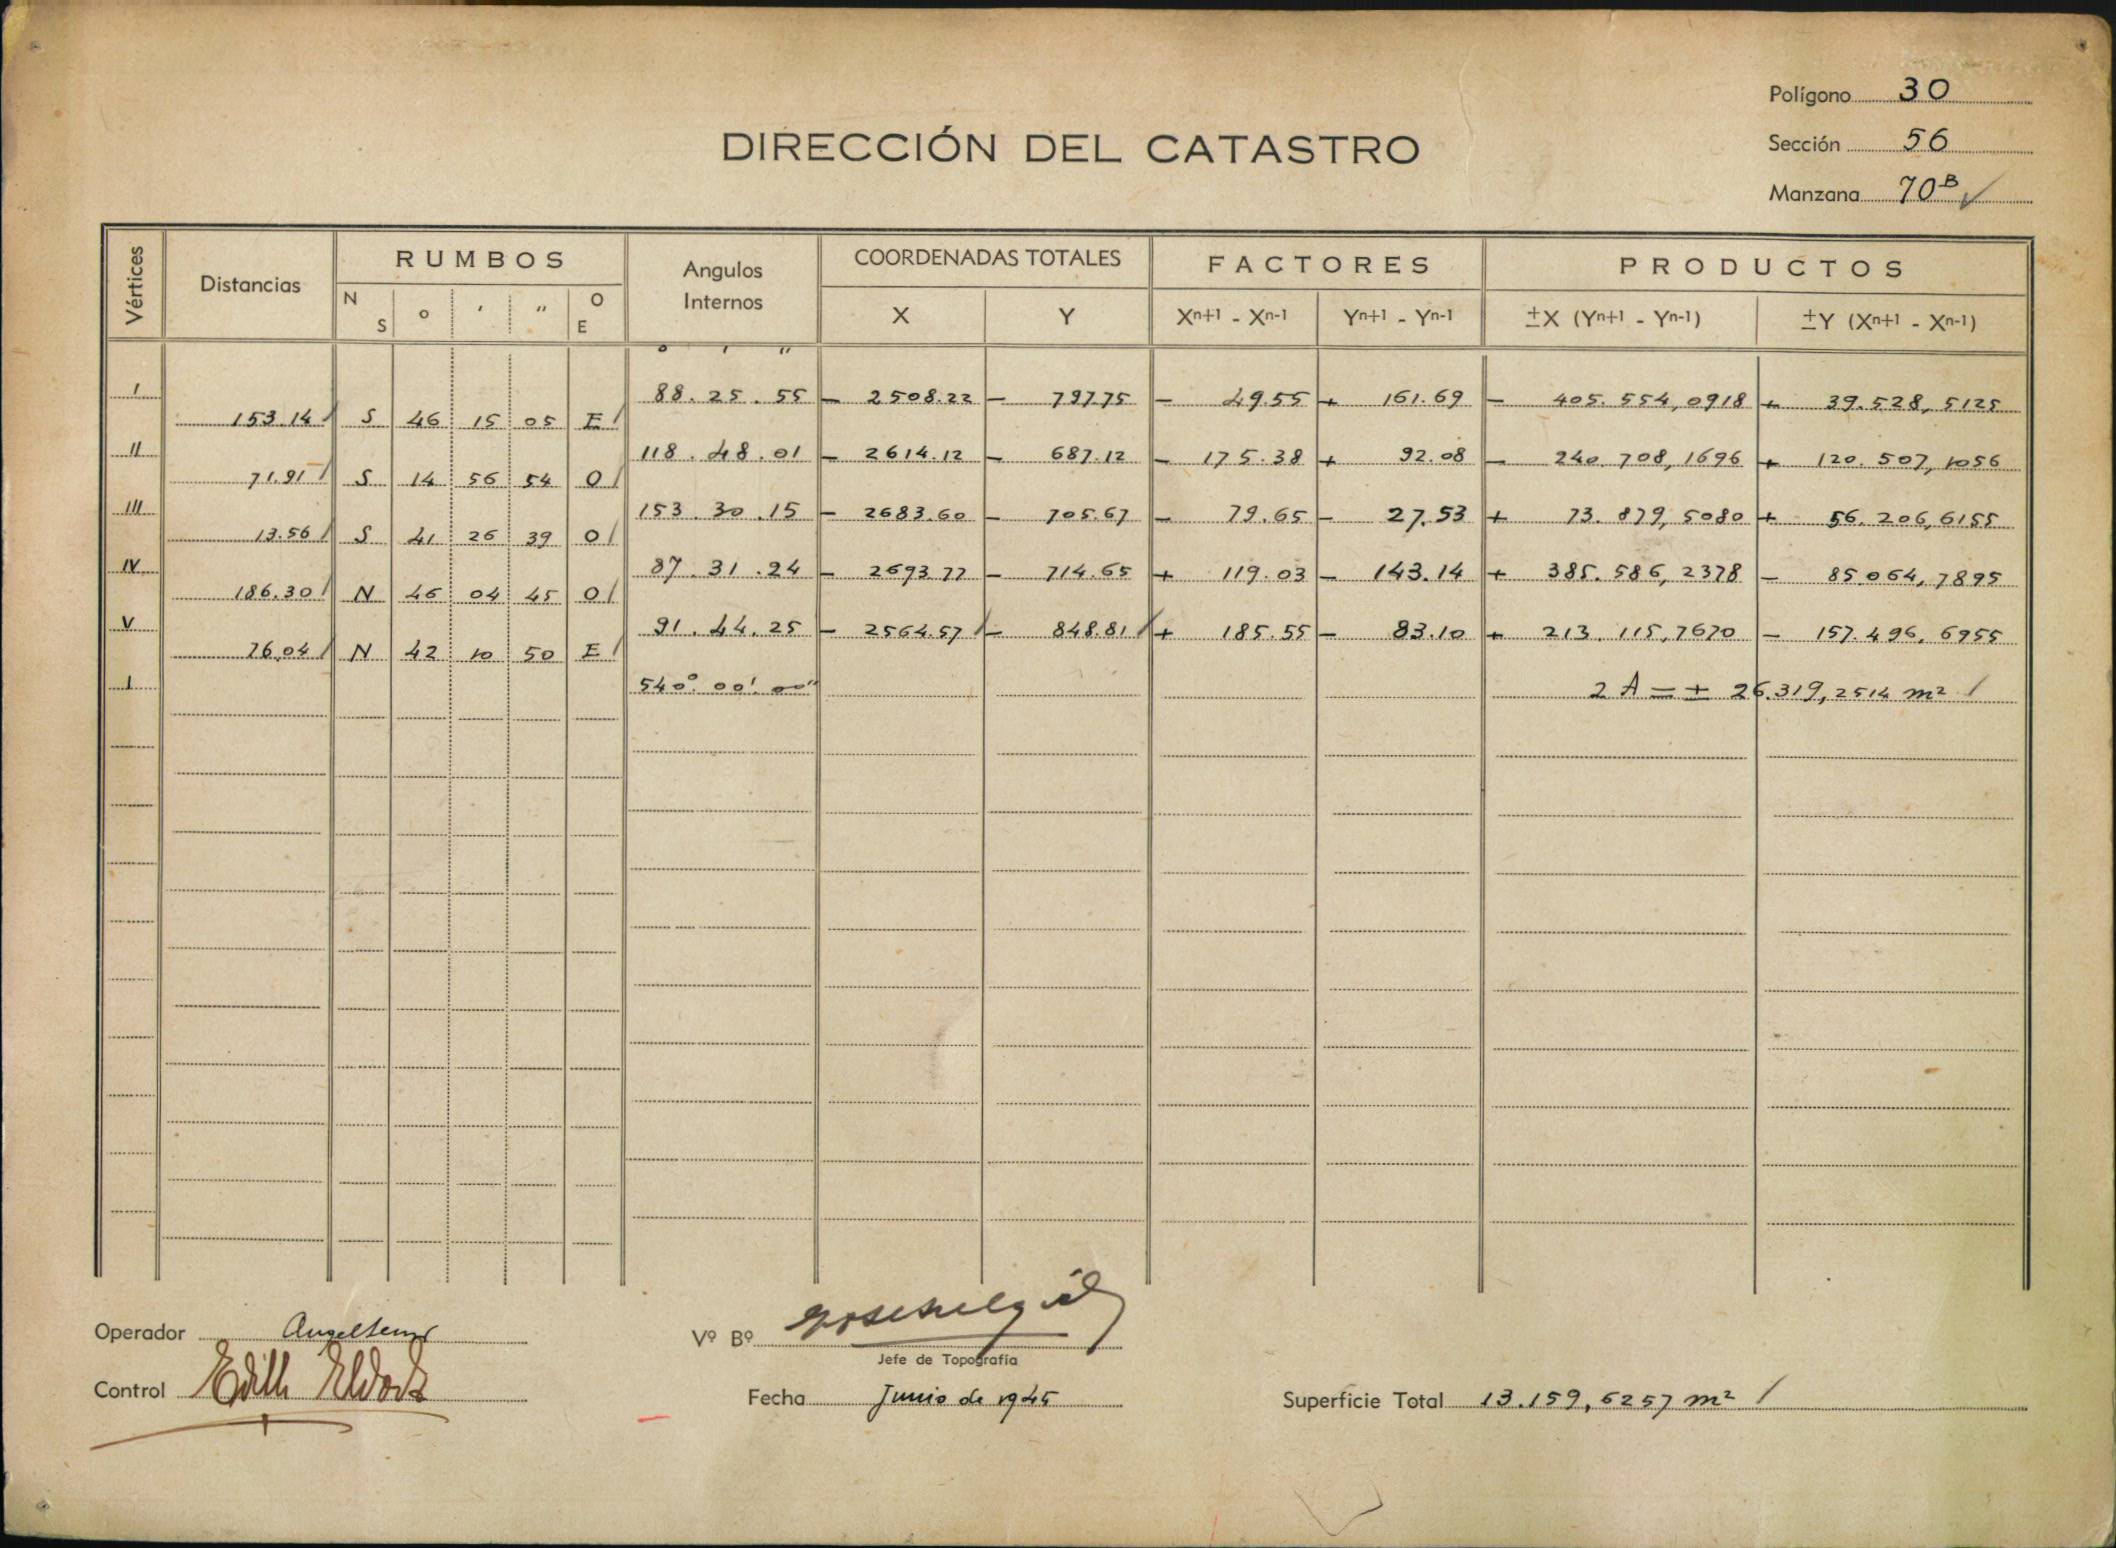 Polígono 30
DIRECCIÓN DEL CATASTRO
Sección 56
Manzana 70B ✓
Vértices Distancias RUMBOS Angulos Internos COORDENADAS TOTALES FACTORES PRODUCTOS
N S ° ′ ″ O E X Y Xn+1 - Xn-1 Yn+1 - Yn-1 ±X (Yn+1 - Yn-1) ±Y (Xn+1 - Xn-1)
° ′ ″
I 88.25.55 - 2508.22 - 797.75 - 49.55 + 161.69 - 405.554,0918 + 39.528,5125
153.14 / S 46 15 05 E /
II 118.48.01 - 2614.12 - 687.12 - 175.38 + 92.08 - 240.708,1696 + 120.507,1056
71.91 / S 14 56 54 O /
III 153.30.15 - 2683.60 - 705.67 - 79.65 - 27.53 + 73.879,5080 + 56.206,6155
13.56 / S 41 26 39 O /
IV 87.31.24 - 2693.77 - 714.65 + 119.03 - 143.14 + 385.586,2378 - 85.064,7895
186.30 / N 46 04 45 O /
V 91.44.25 - 2564.57 / - 848.81 / + 185.55 - 83.10 + 213.115,7670 - 157.496,6955
76.04 / N 42 10 50 E /
I 540°.00'.00" 2 A = ± 26.319,2514 m² /
Operador
Vº Bº
Jefe de Topografía
Control Edith
Fecha Junio de 1945
Superficie Total 13.159,6257 m² /